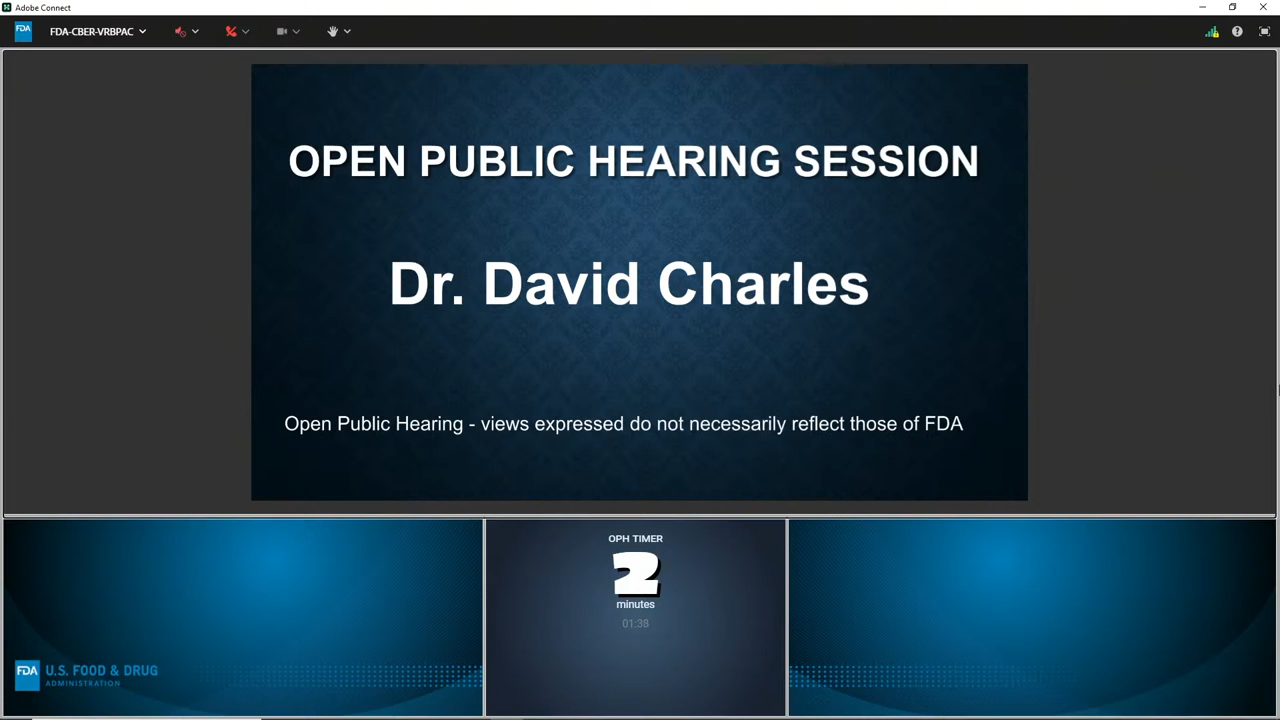 Adobe Connect
FDA
FDA-CBER-VRBPAC
OPEN PUBLIC HEARING SESSION
Dr. David Charles
Open Public Hearing - views expressed do not necessarily reflect those of FDA
OPH TIMER
2
minutes
01:38
FDA
U.S. FOOD & DRUG
ADMINISTRATION